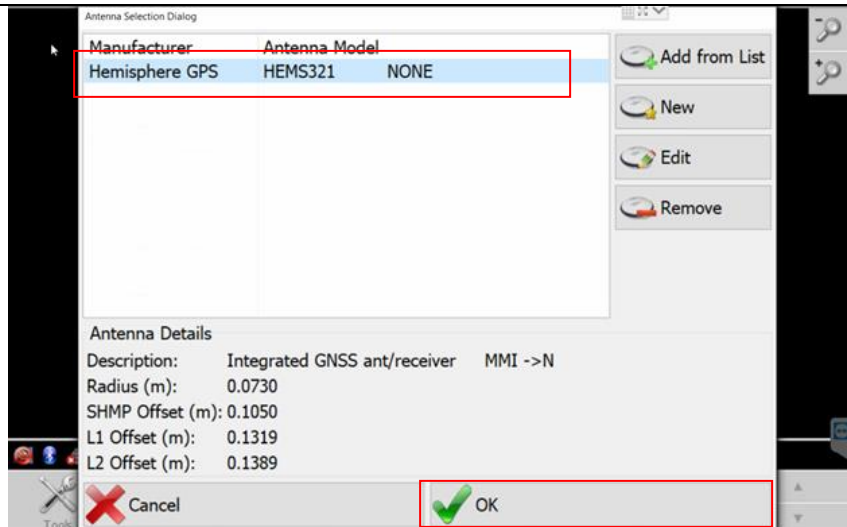 Antenna Selection Dialog
Manufacturer Antenna Model
Hemisphere GPS HEMS321 NONE
Add from List
New
Edit
Remove
Antenna Details
Description: Integrated GNSS ant/receiver MMI ->N
Radius (m): 0.0730
SHMP Offset (m): 0.1050
L1 Offset (m): 0.1319
L2 Offset (m): 0.1389
Cancel OK
Tools